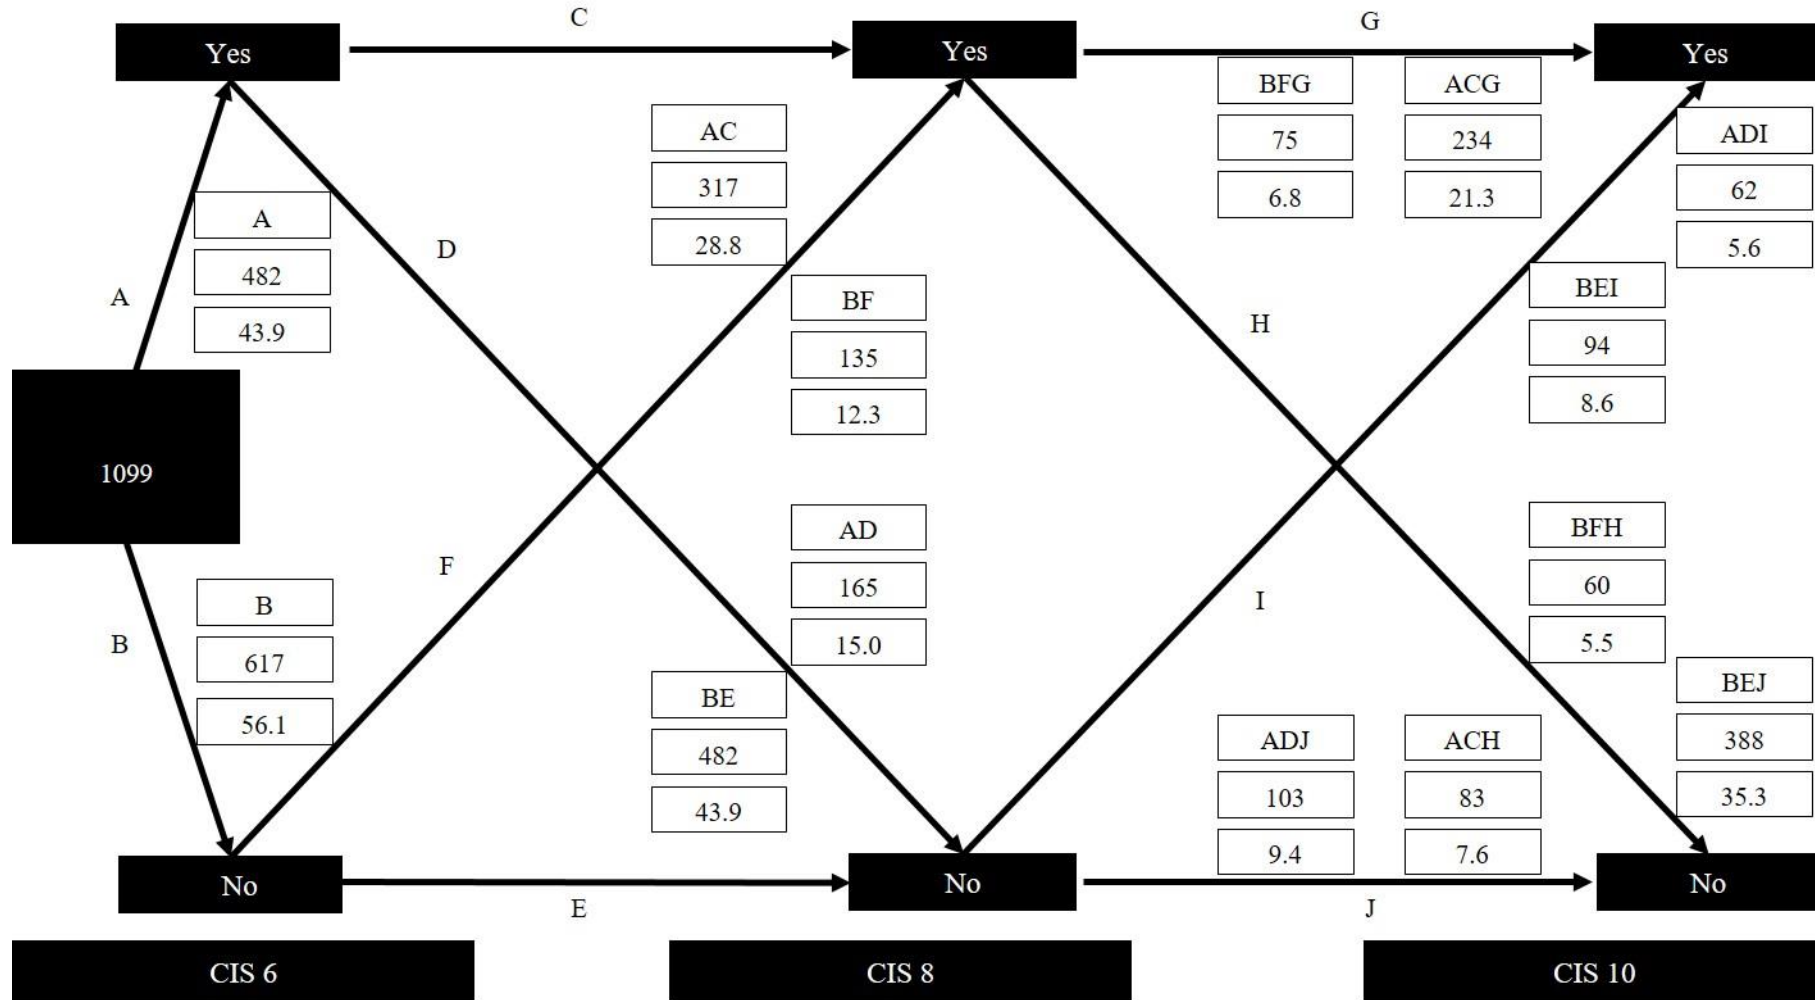 C
G
Yes
Yes
Yes
BFG
ACG
75
234
6.8
21.3
AC
317
28.8
ADI
62
5.6
A
482
43.9
A
D
BF
135
12.3
H
BEI
94
8.6
1099
F
AD
165
15.0
I
BFH
60
5.5
B
B
617
56.1
BE
482
43.9
ADJ
ACH
103
83
9.4
7.6
BEJ
388
35.3
No
No
No
E
J
CIS 6
CIS 8
CIS 10